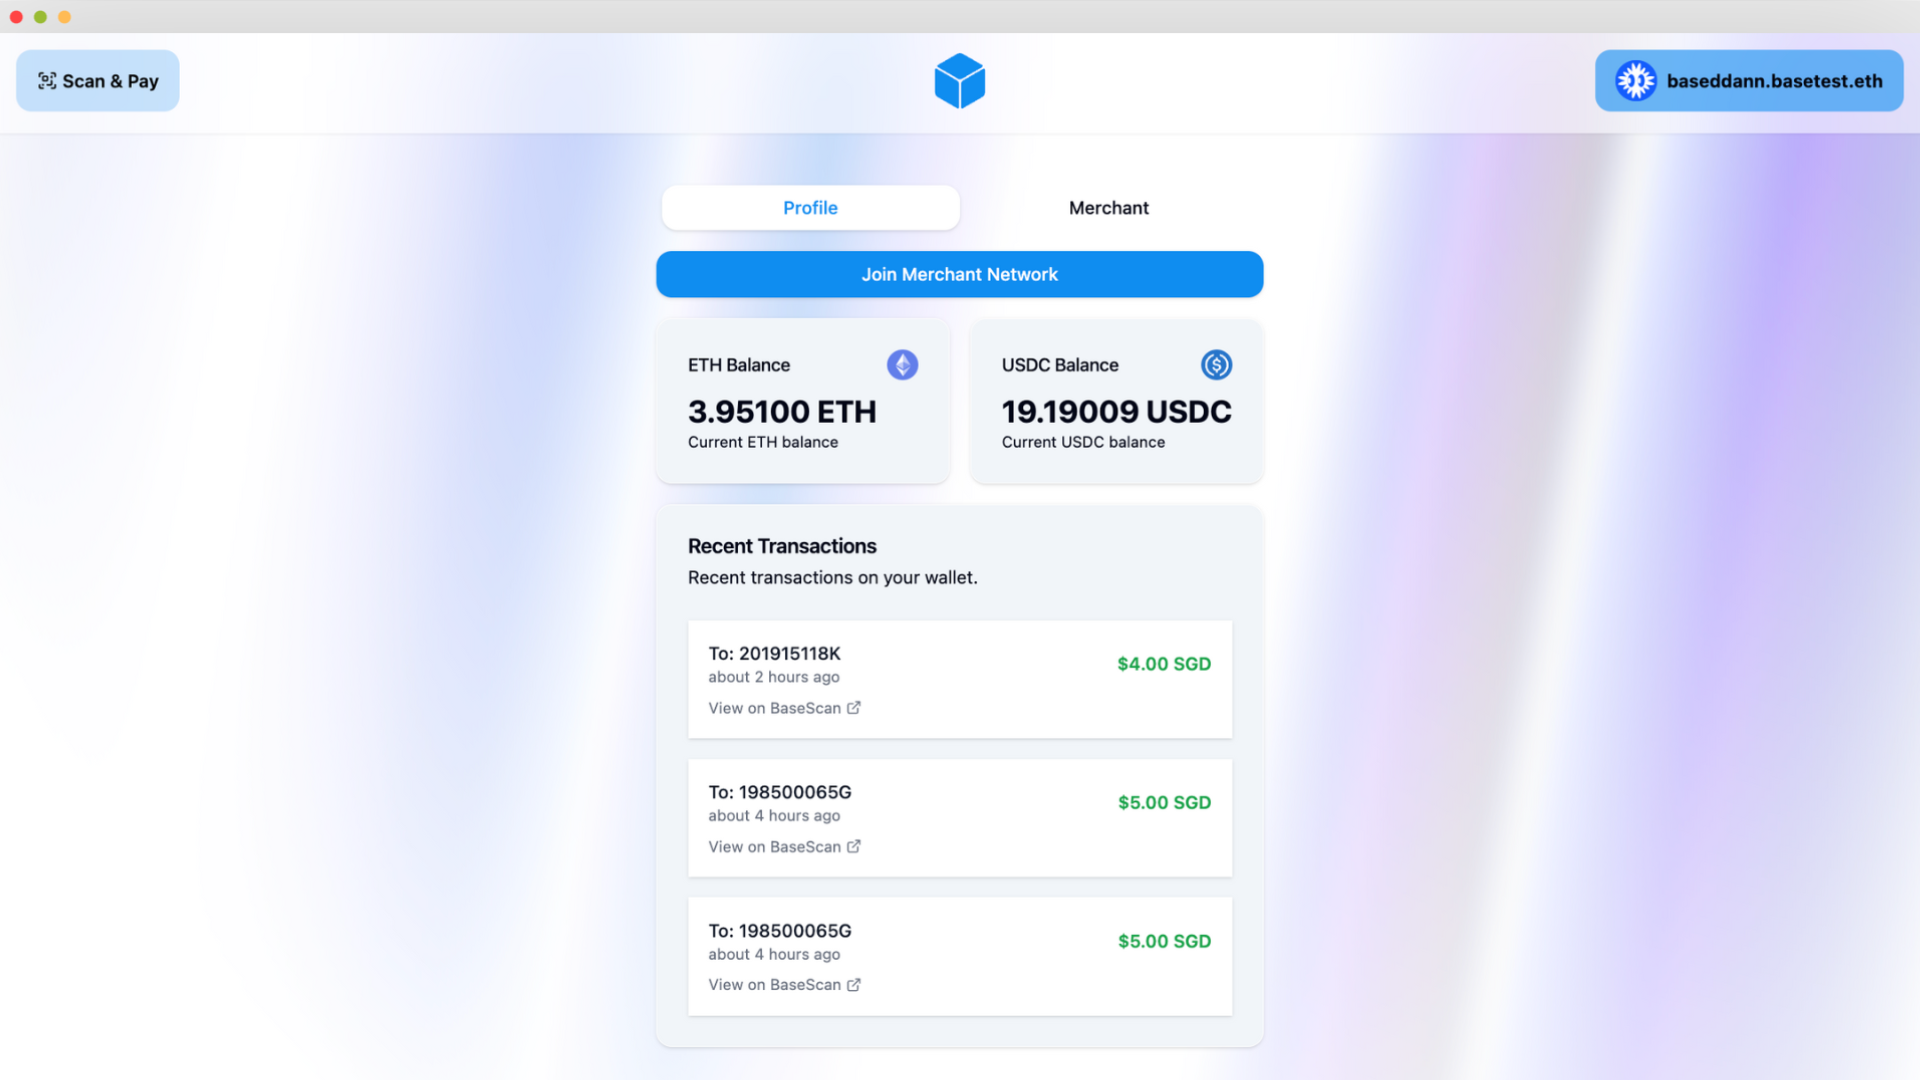 Scan & Pay
baseddann.basetest.eth
Profile
Merchant
Join Merchant Network
ETH Balance
3.95100 ETH
Current ETH balance
USDC Balance
19.19009 USDC
Current USDC balance
Recent Transactions
Recent transactions on your wallet.
To: 201915118K
about 2 hours ago
$4.00 SGD
View on BaseScan
To: 198500065G
about 4 hours ago
$5.00 SGD
View on BaseScan
To: 198500065G
about 4 hours ago
$5.00 SGD
View on BaseScan